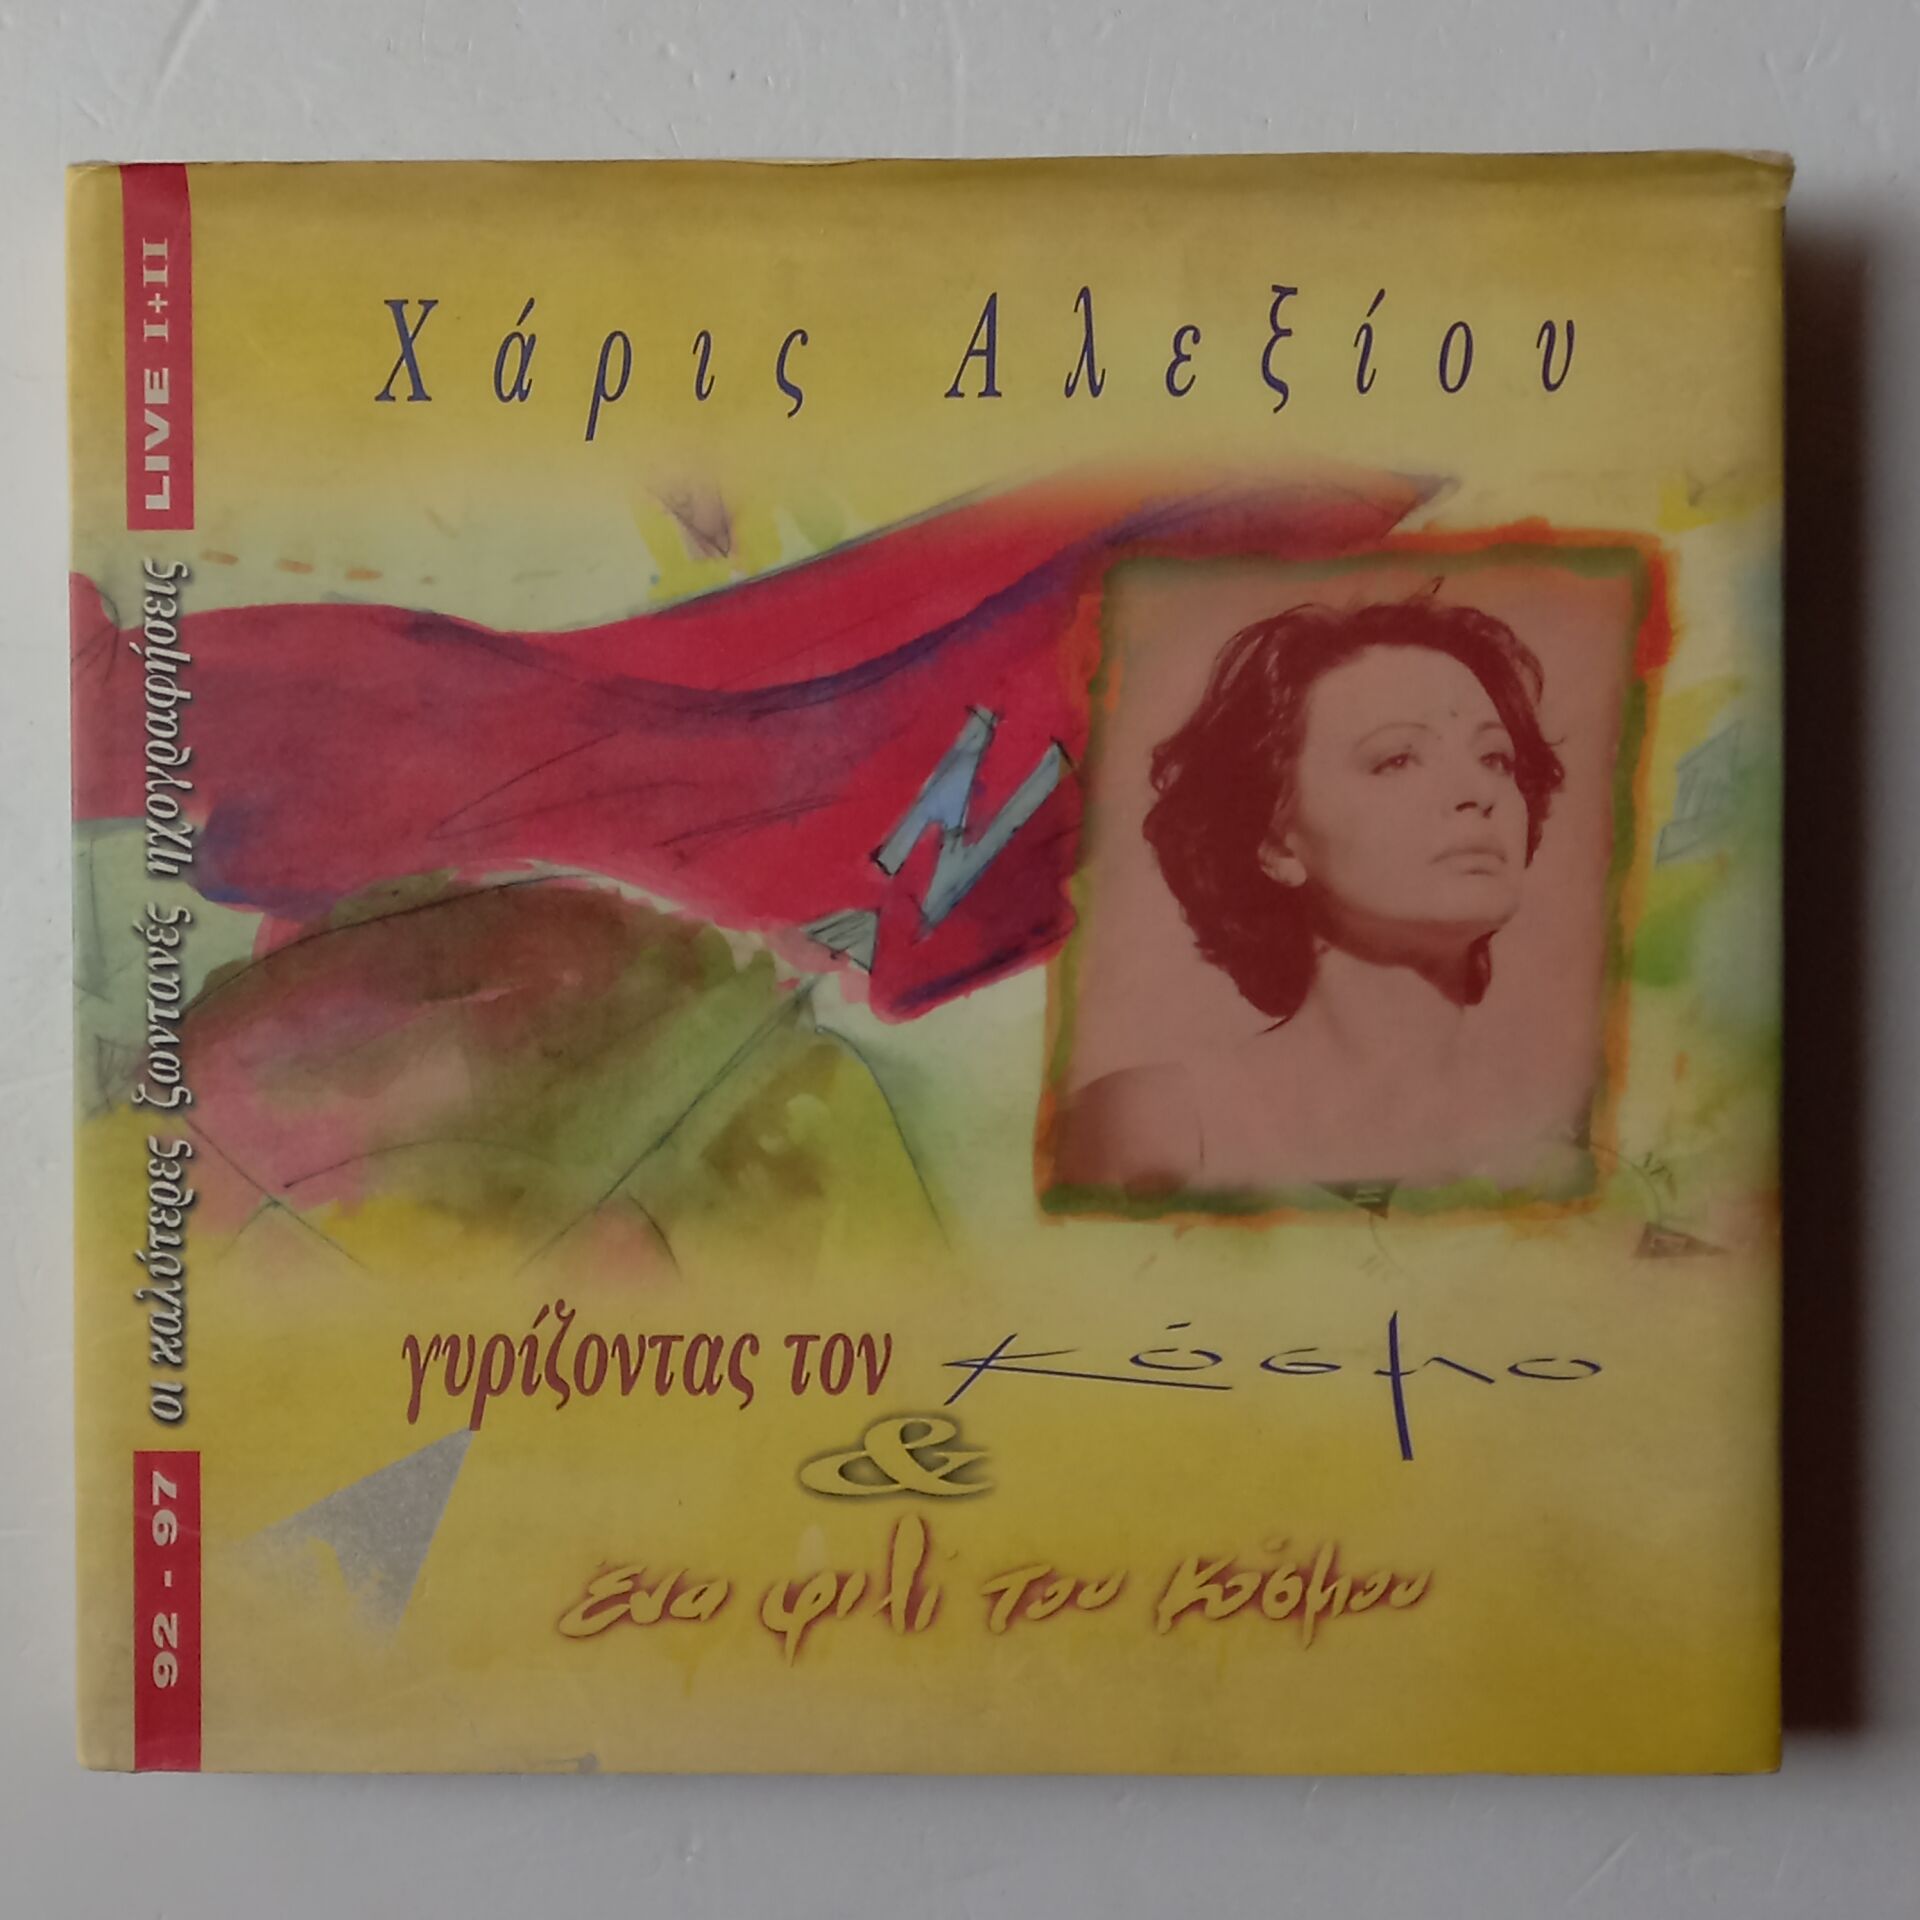 Χάρις Αλεξίου
γυρίζοντας τον κόσμο
&
Ένα φιλί του κόσμου
92 - 97
οι καλύτερες ζωντανές ηχογραφήσεις
LIVE I+II